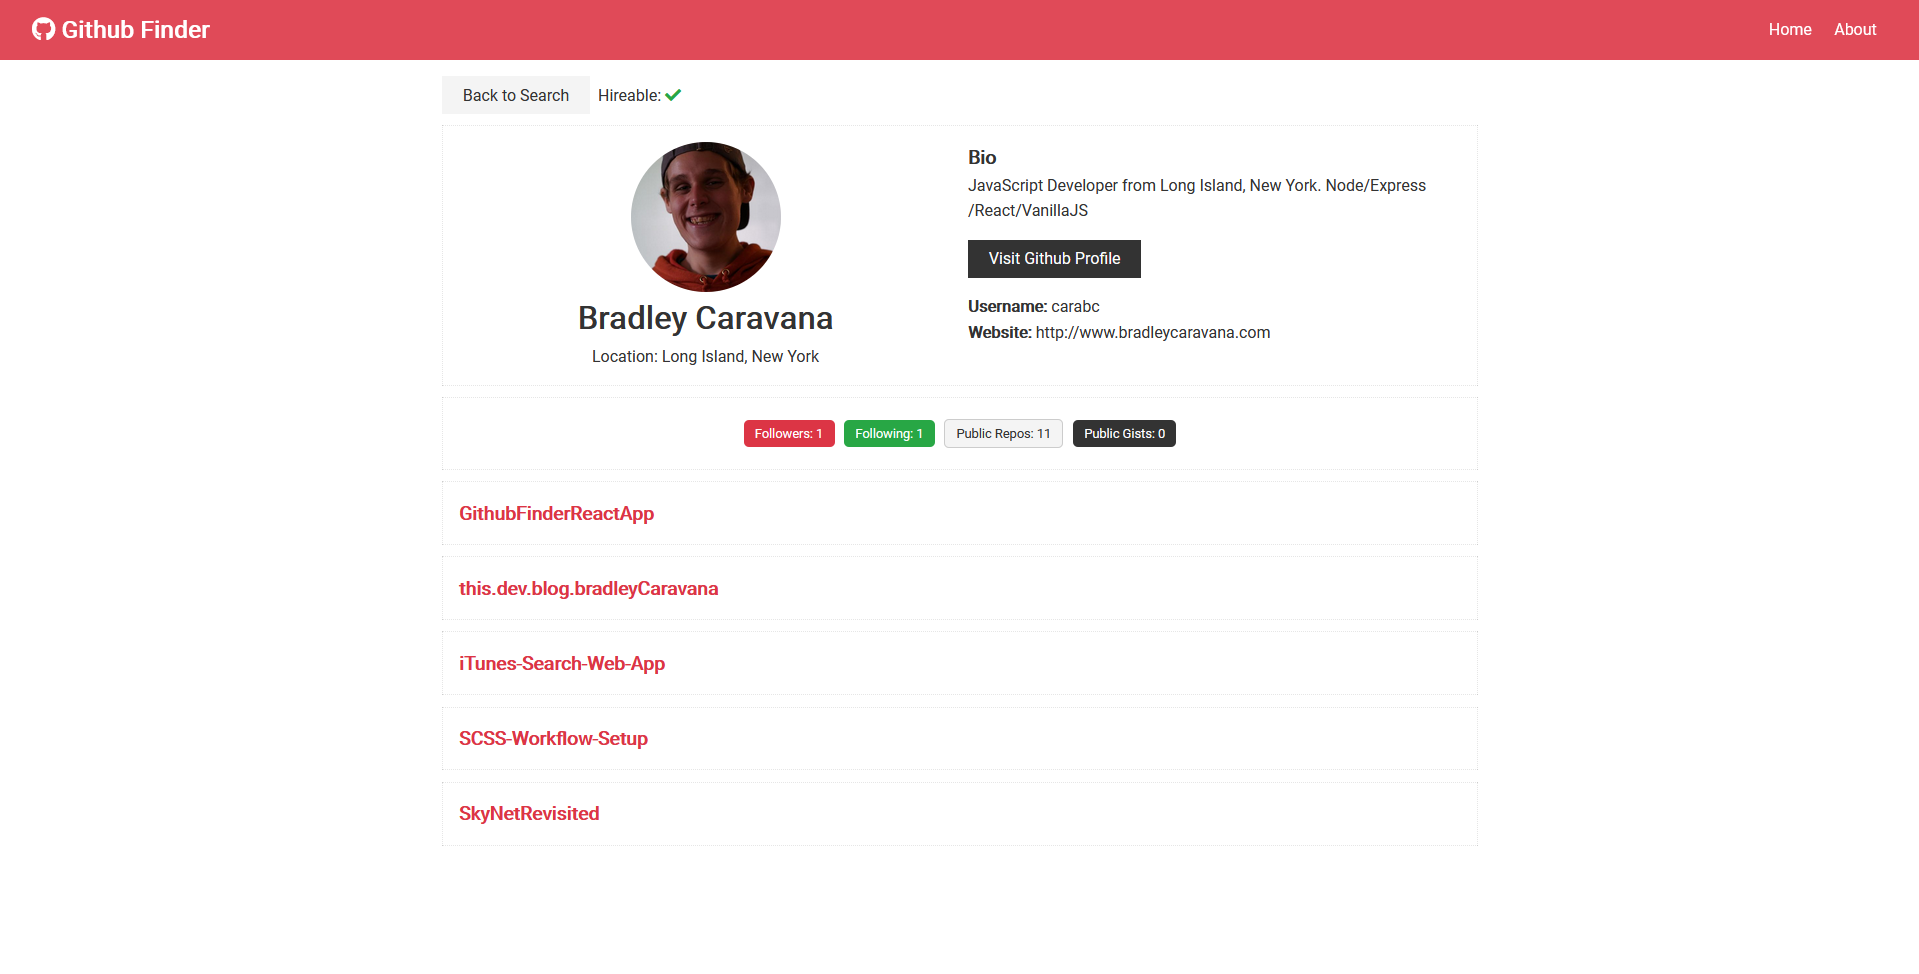 Github Finder
Home About
Back to Search Hireable:
Bradley Caravana
Location: Long Island, New York
Bio
JavaScript Developer from Long Island, New York. Node/Express
/React/VanillaJS
Visit Github Profile
Username: carabc
Website: http://www.bradleycaravana.com
Followers: 1 Following: 1 Public Repos: 11 Public Gists: 0
GithubFinderReactApp
this.dev.blog.bradleyCaravana
iTunes-Search-Web-App
SCSS-Workflow-Setup
SkyNetRevisited